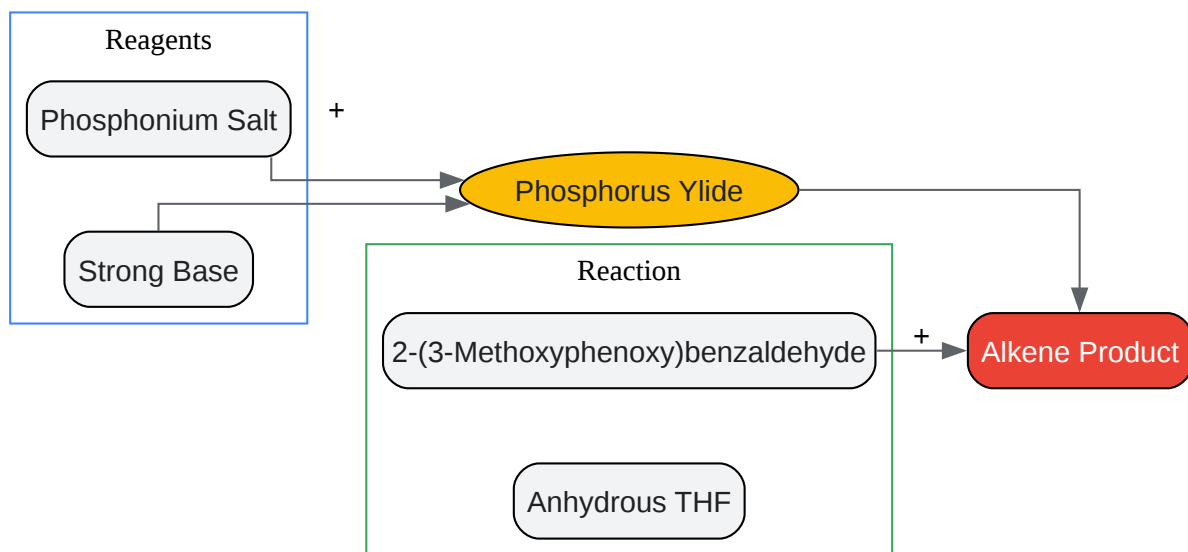 Reagents
Phosphonium Salt
+
Phosphorus Ylide
Strong Base
Reaction
2-(3-Methoxyphenoxy)benzaldehyde
+
Alkene Product
Anhydrous THF